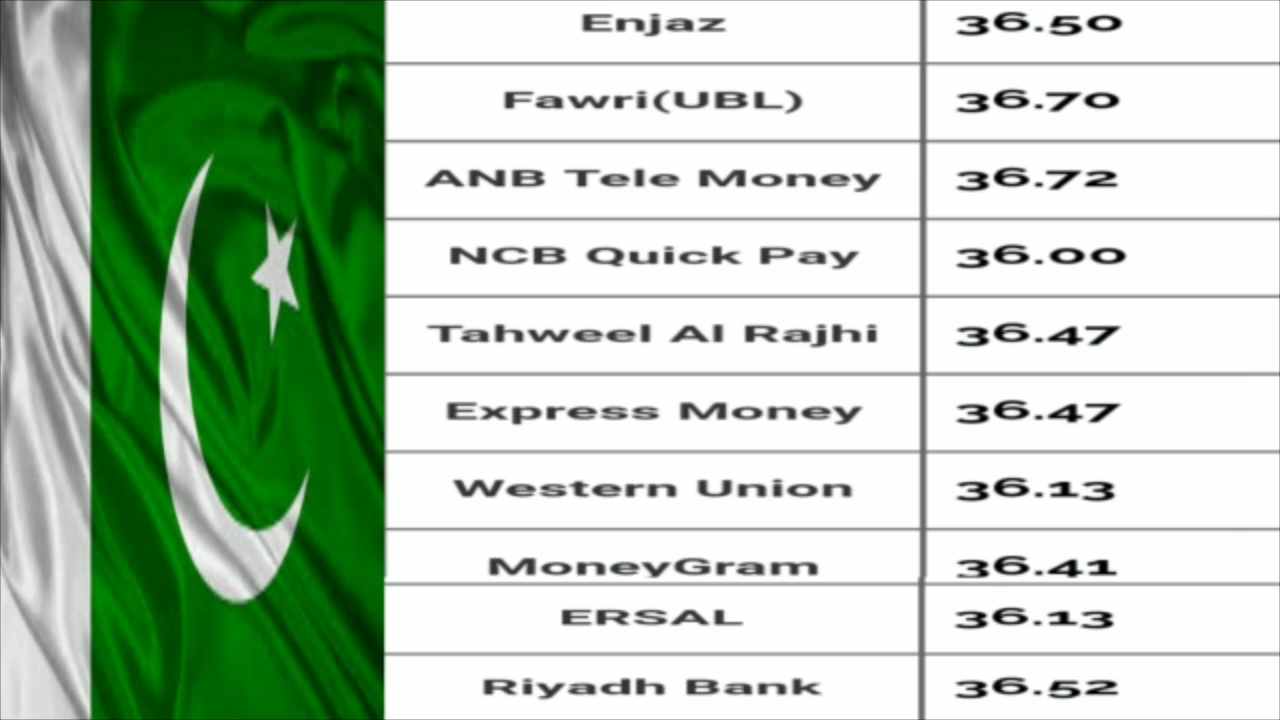 Enjaz 36.50
Fawri(UBL) 36.70
ANB Tele Money 36.72
NCB Quick Pay 36.00
Tahweel Al Rajhi 36.47
Express Money 36.47
Western Union 36.13
MoneyGram 36.41
ERSAL 36.13
Riyadh Bank 36.52